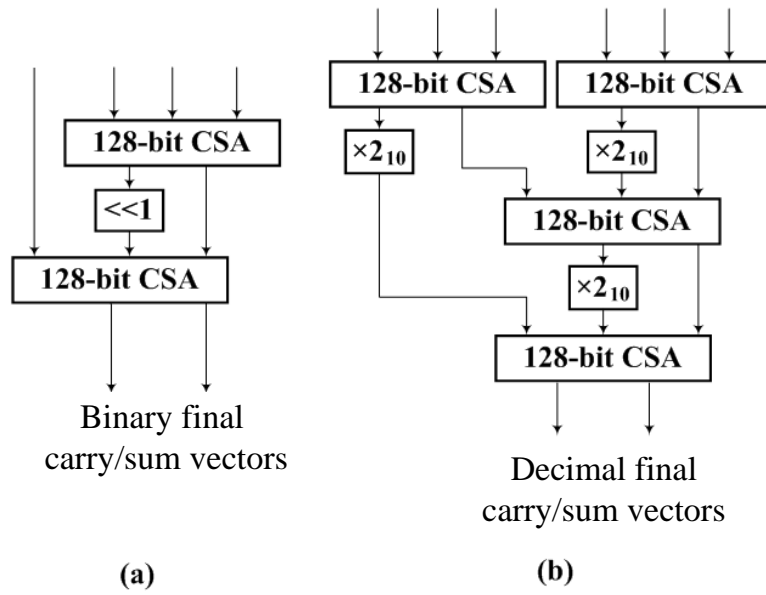 128-bit CSA
<<1
128-bit CSA
Binary final
carry/sum vectors
(a)
128-bit CSA
128-bit CSA
×2₁₀
×2₁₀
128-bit CSA
×2₁₀
128-bit CSA
Decimal final
carry/sum vectors
(b)